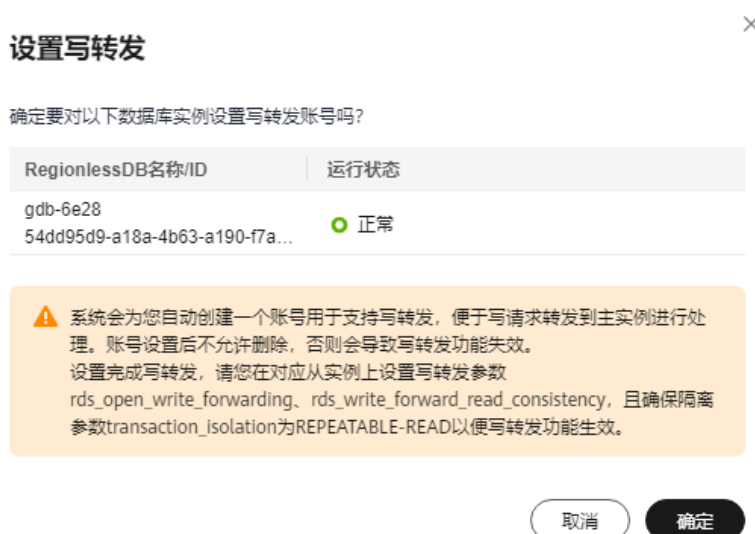 设置写转发
确定要对以下数据库实例设置写转发账号吗?
RegionlessDB名称/ID 运行状态
gdb-6e28
54dd95d9-a18a-4b63-a190-f7a... 正常
系统会为您自动创建一个账号用于支持写转发，便于写请求转发到主实例进行处
理。账号设置后不允许删除，否则会导致写转发功能失效。
设置完成写转发，请您在对应从实例上设置写转发参数
rds_open_write_forwarding、rds_write_forward_read_consistency，且确保隔离
参数transaction_isolation为REPEATABLE-READ以便写转发功能生效。
取消 确定